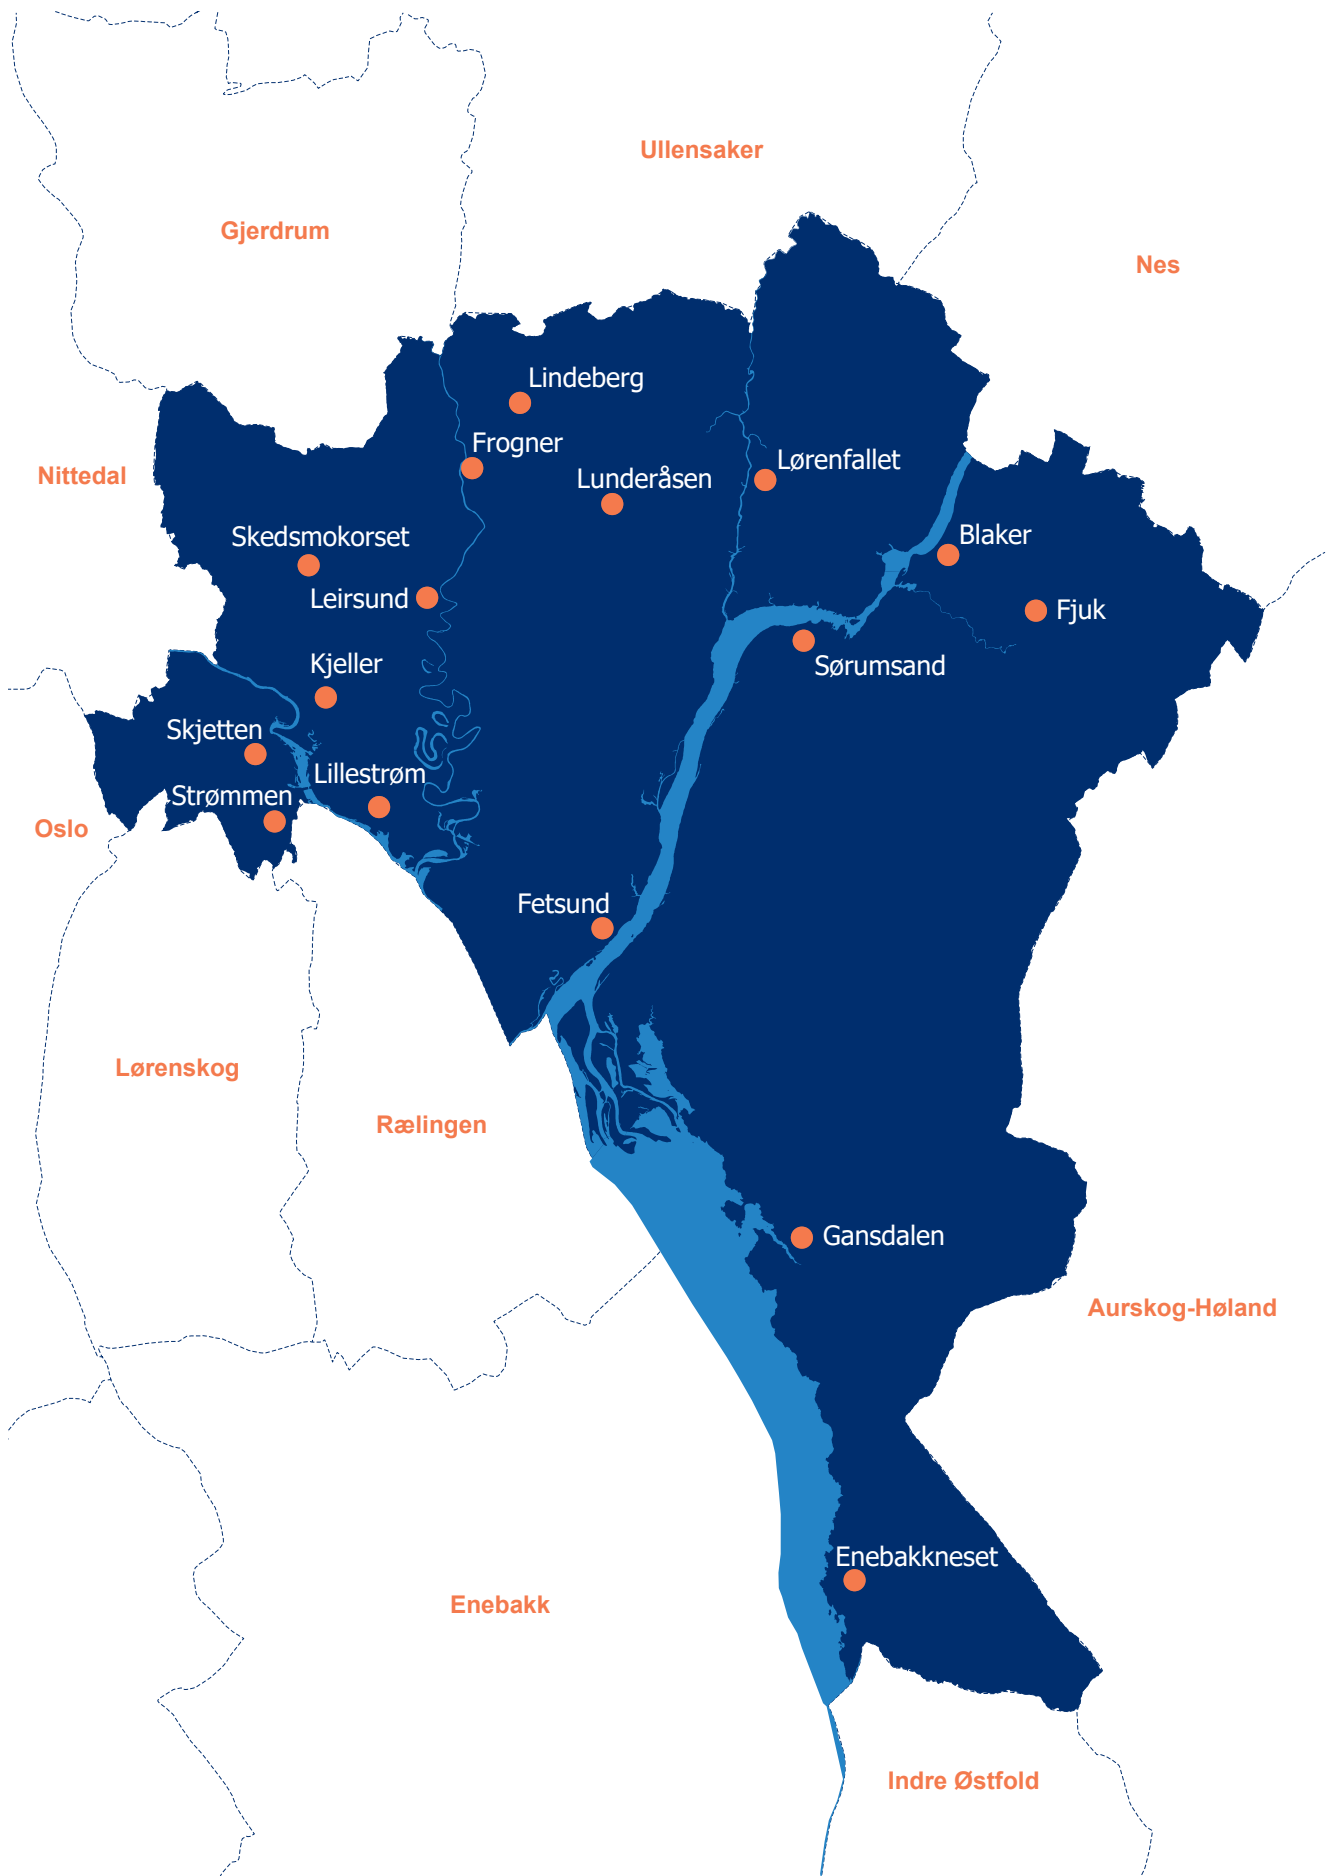 Ullensaker
Gjerdrum
Nes
Lindeberg
Frogner
Lørenfallet
Nittedal
Lunderåsen
Skedsmokorset
Blaker
Leirsund
Fjuk
Kjeller
Sørumsand
Skjetten
Lillestrøm
Strømmen
Oslo
Fetsund
Lørenskog
Rælingen
Gansdalen
Aurskog-Høland
Enebakkneset
Enebakk
Indre Østfold